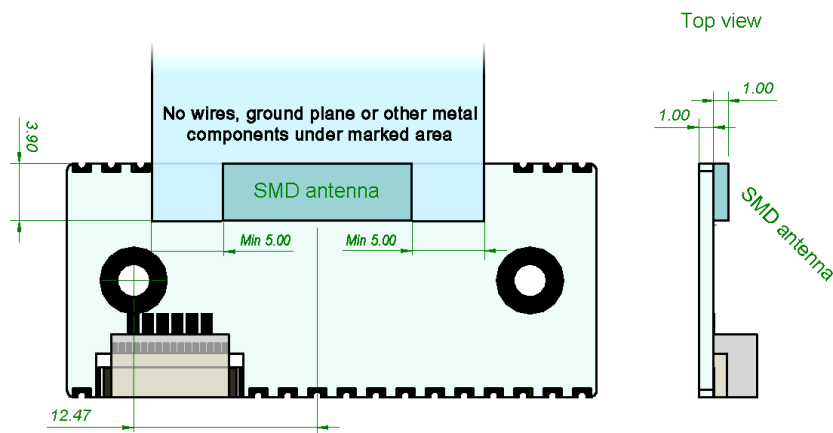 Top view
1.00
1.00
No wires, ground plane or other metal
components under marked area
3.90
SMD antenna
SMD antenna
Min 5.00
Min 5.00
12.47